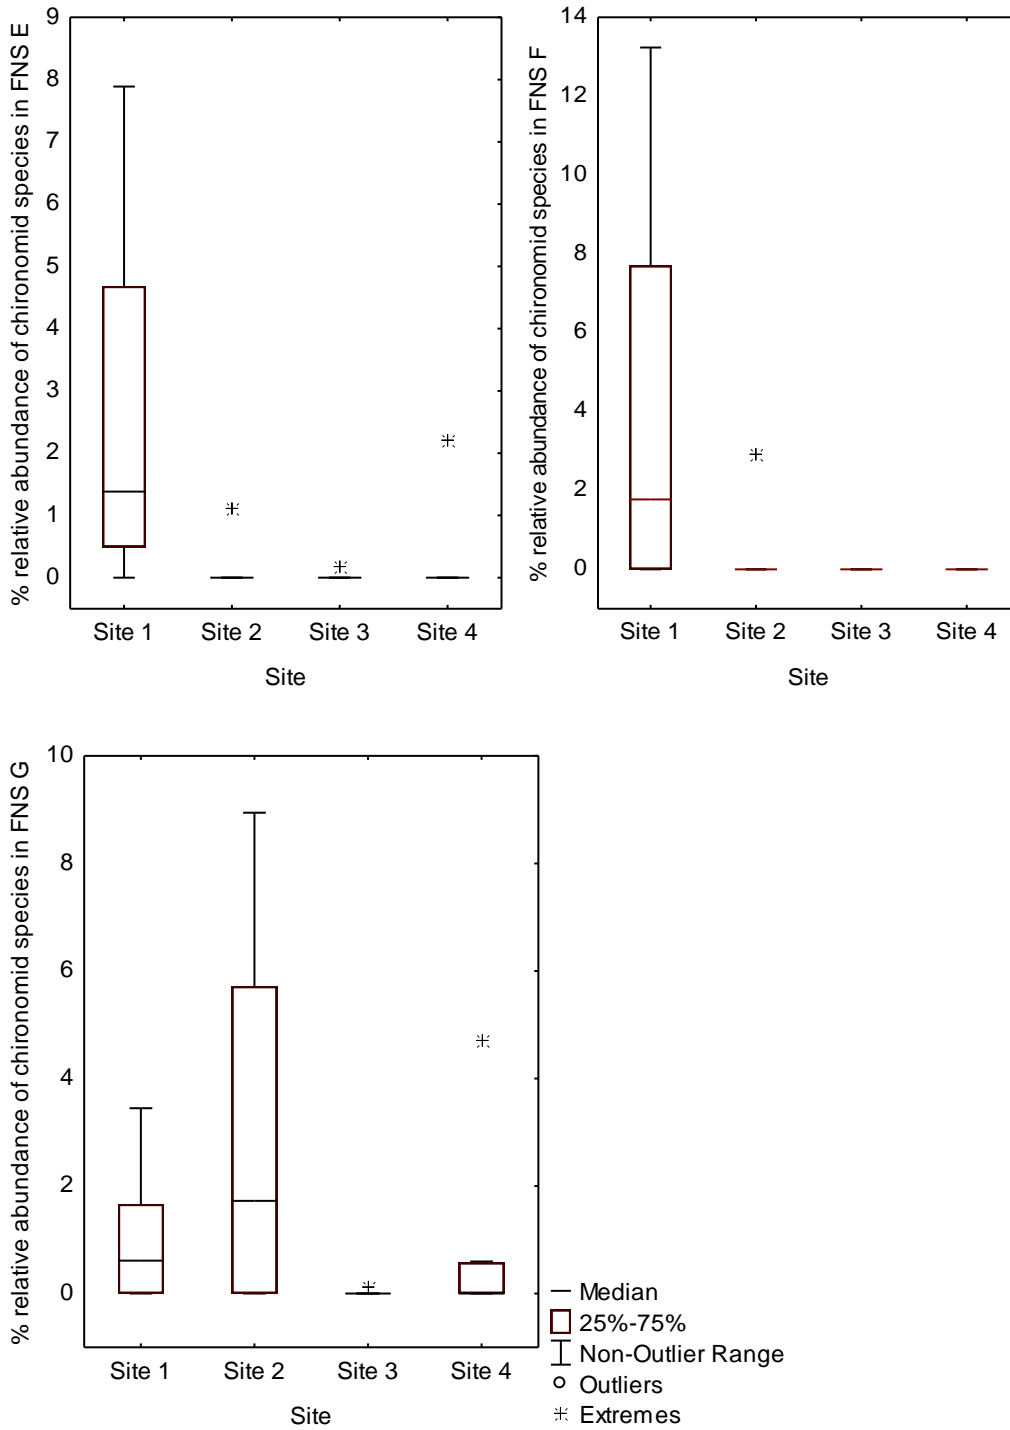 % relative abundance of chironomid species in FNS E
9
8
7
6
5
4
3
2
1
0
Site 1 Site 2 Site 3 Site 4
Site
% relative abundance of chironomid species in FNS F
14
12
10
8
6
4
2
0
Site 1 Site 2 Site 3 Site 4
Site
% relative abundance of chironomid species in FNS G
10
8
6
4
2
0
Site 1 Site 2 Site 3 Site 4
Site
Median
25%-75%
Non-Outlier Range
Outliers
Extremes